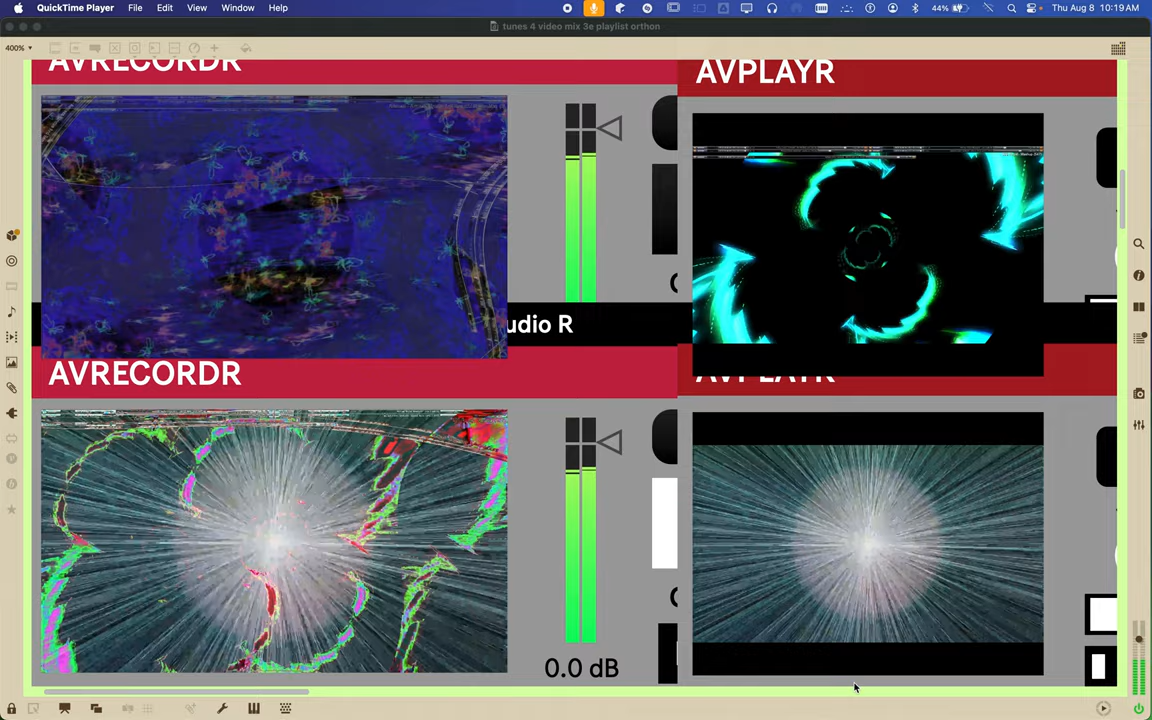 QuickTime Player File Edit View Window Help 44% Thu Aug 8 10:19 AM
tunes 4 video mix 3e playlist orthon
400%
AVRECORDR
AVPLAYR
udio R
AVRECORDR
AVPLAYR
0.0 dB